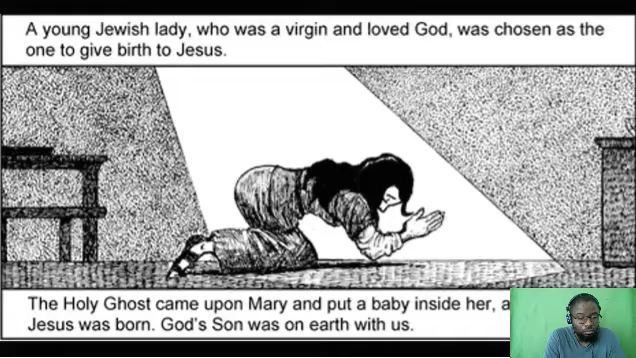 A young Jewish lady, who was a virgin and loved God, was chosen as the
one to give birth to Jesus.
The Holy Ghost came upon Mary and put a baby inside her, a
Jesus was born. God's Son was on earth with us.